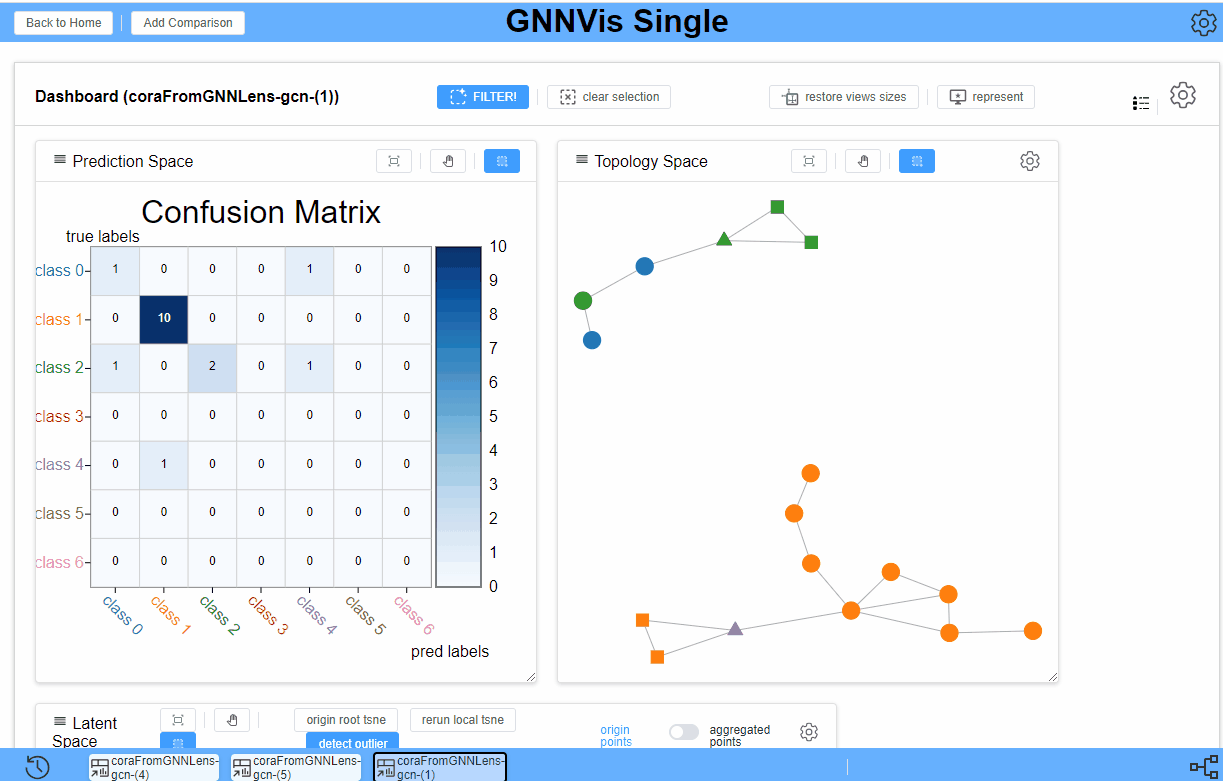 Back to Home
Add Comparison
GNNVis Single
Dashboard (coraFromGNNLens-gcn-(1))
FILTER!
clear selection
restore views sizes
represent
Prediction Space
Topology Space
Confusion Matrix
true labels
class 0 1 0 0 0 1 0 0
class 1 0 10 0 0 0 0 0
class 2 1 0 2 0 1 0 0
class 3 0 0 0 0 0 0 0
class 4 0 1 0 0 0 0 0
class 5 0 0 0 0 0 0 0
class 6 0 0 0 0 0 0 0
10
9
8
7
6
5
4
3
2
1
0
class 0 class 1 class 2 class 3 class 4 class 5 class 6
pred labels
Latent
Space
origin root tsne
rerun local tsne
detect outlier
origin
points
aggregated
points
coraFromGNNLens-
gcn-(4)
coraFromGNNLens-
gcn-(5)
coraFromGNNLens-
gcn-(1)